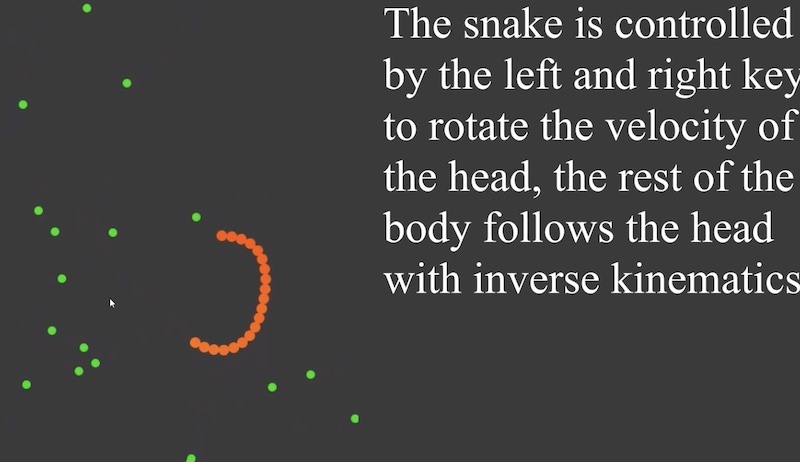 The snake is controlled
by the left and right key
to rotate the velocity of
the head, the rest of the
body follows the head
with inverse kinematics